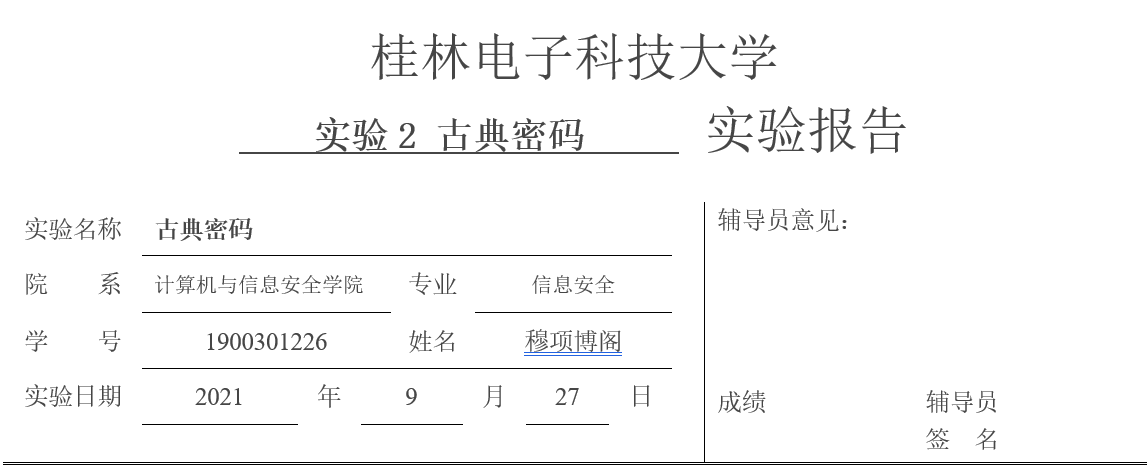 桂林电子科技大学
实验 2 古典密码 实验报告
实验名称 古典密码
辅导员意见：
院 系 计算机与信息安全学院 专业 信息安全
学 号 1900301226 姓名 穆项博阁
实验日期 2021 年 9 月 27 日
成绩 辅导员
签 名